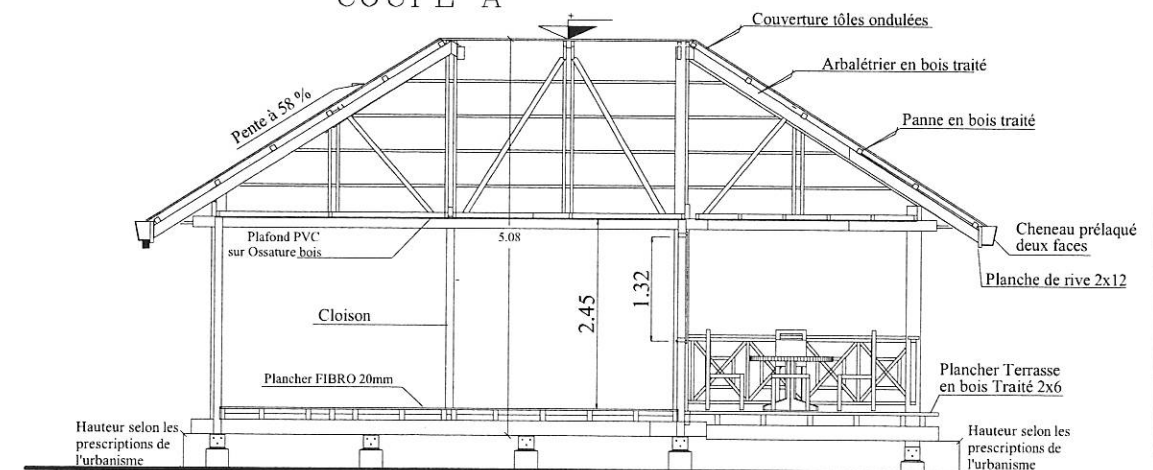 COUPE A
Couverture tôles ondulées
Arbalétrier en bois traité
Pente à 58 %
Panne en bois traité
Plafond PVC
sur Ossature bois
5.08
Cheneau prélaqué
deux faces
Planche de rive 2x12
1.32
2.45
Cloison
Plancher FIBRO 20mm
Plancher Terrasse
en bois Traité 2x6
Hauteur selon les
prescriptions de
l'urbanisme
Hauteur selon les
prescriptions de
l'urbanisme